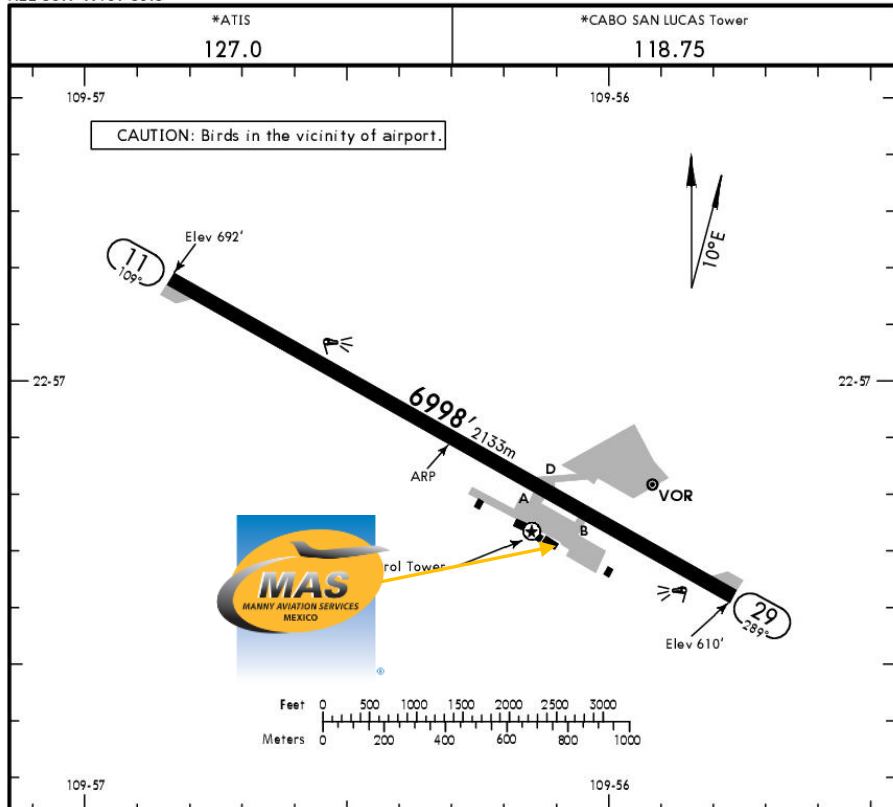 *ATIS
127.0
*CABO SAN LUCAS Tower
118.75
109-57
109-56
CAUTION: Birds in the vicinity of airport.
10°E
Elev 692'
11
109°
22-57
22-57
6998' 2133m
ARP
D
A
B
VOR
rol Tower
MAS
MANNY AVIATION SERVICES
MEXICO
®
29
289°
Elev 610'
Feet 0 500 1000 1500 2000 2500 3000
Meters 0 200 400 600 800 1000
109-57
109-56